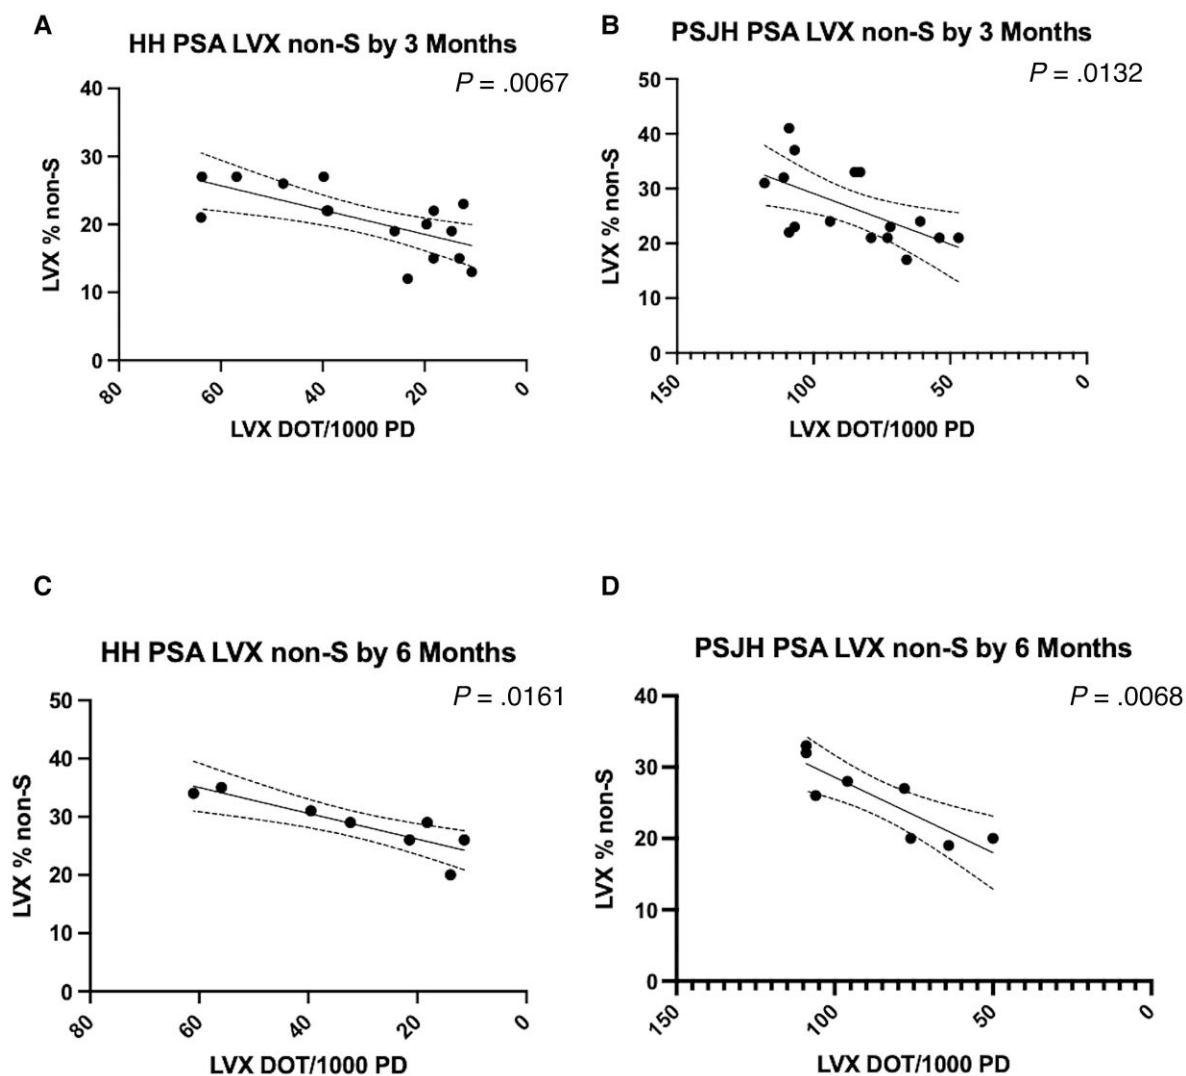 A
HH PSA LVX non-S by 3 Months
P = .0067
40
30
20
10
0
LVX % non-S
80
60
40
20
0
LVX DOT/1000 PD
B
PSJH PSA LVX non-S by 3 Months
P = .0132
50
40
30
20
10
0
LVX % non-S
150
100
50
0
LVX DOT/1000 PD
C
HH PSA LVX non-S by 6 Months
P = .0161
50
40
30
20
10
0
LVX % non-S
80
60
40
20
0
LVX DOT/1000 PD
D
PSJH PSA LVX non-S by 6 Months
P = .0068
40
30
20
10
0
LVX % non-S
150
100
50
0
LVX DOT/1000 PD